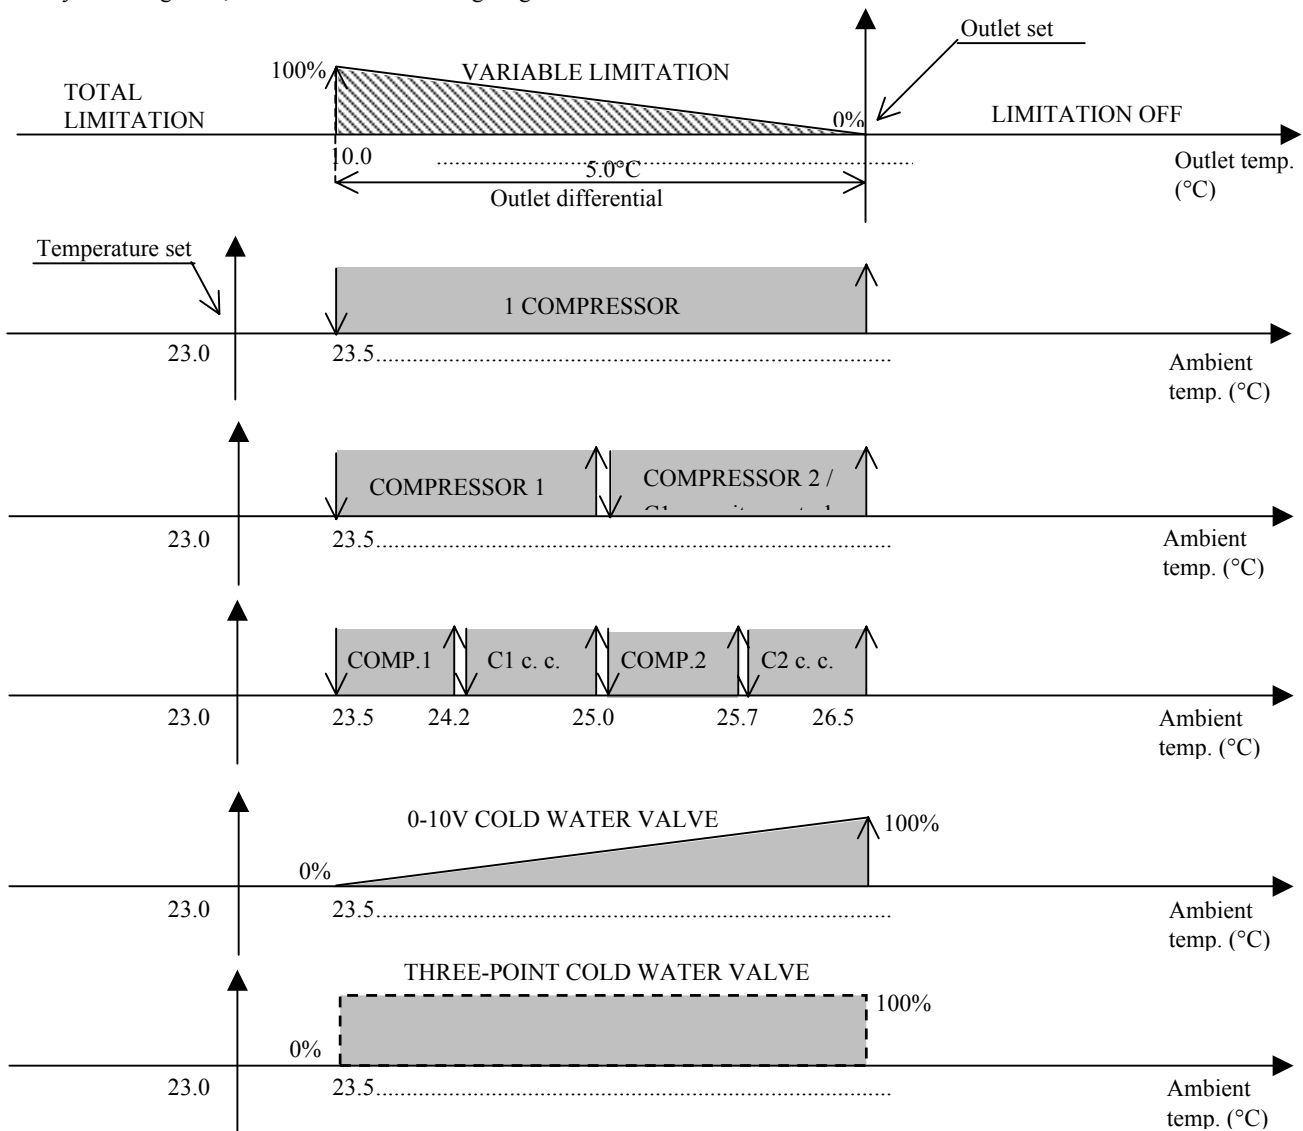 Outlet set
100%
VARIABLE LIMITATION
TOTAL
LIMITATION
0%
LIMITATION OFF
10.0
5.0°C
Outlet temp.
(°C)
Outlet differential
Temperature set
1 COMPRESSOR
23.0
23.5
Ambient
temp. (°C)
COMPRESSOR 1
COMPRESSOR 2 /
23.0
23.5
Ambient
temp. (°C)
COMP.1
C1 c. c.
COMP.2
C2 c. c.
23.0
23.5
24.2
25.0
25.7
26.5
Ambient
temp. (°C)
0-10V COLD WATER VALVE
100%
0%
23.0
23.5
Ambient
temp. (°C)
THREE-POINT COLD WATER VALVE
100%
0%
23.0
23.5
Ambient
temp. (°C)